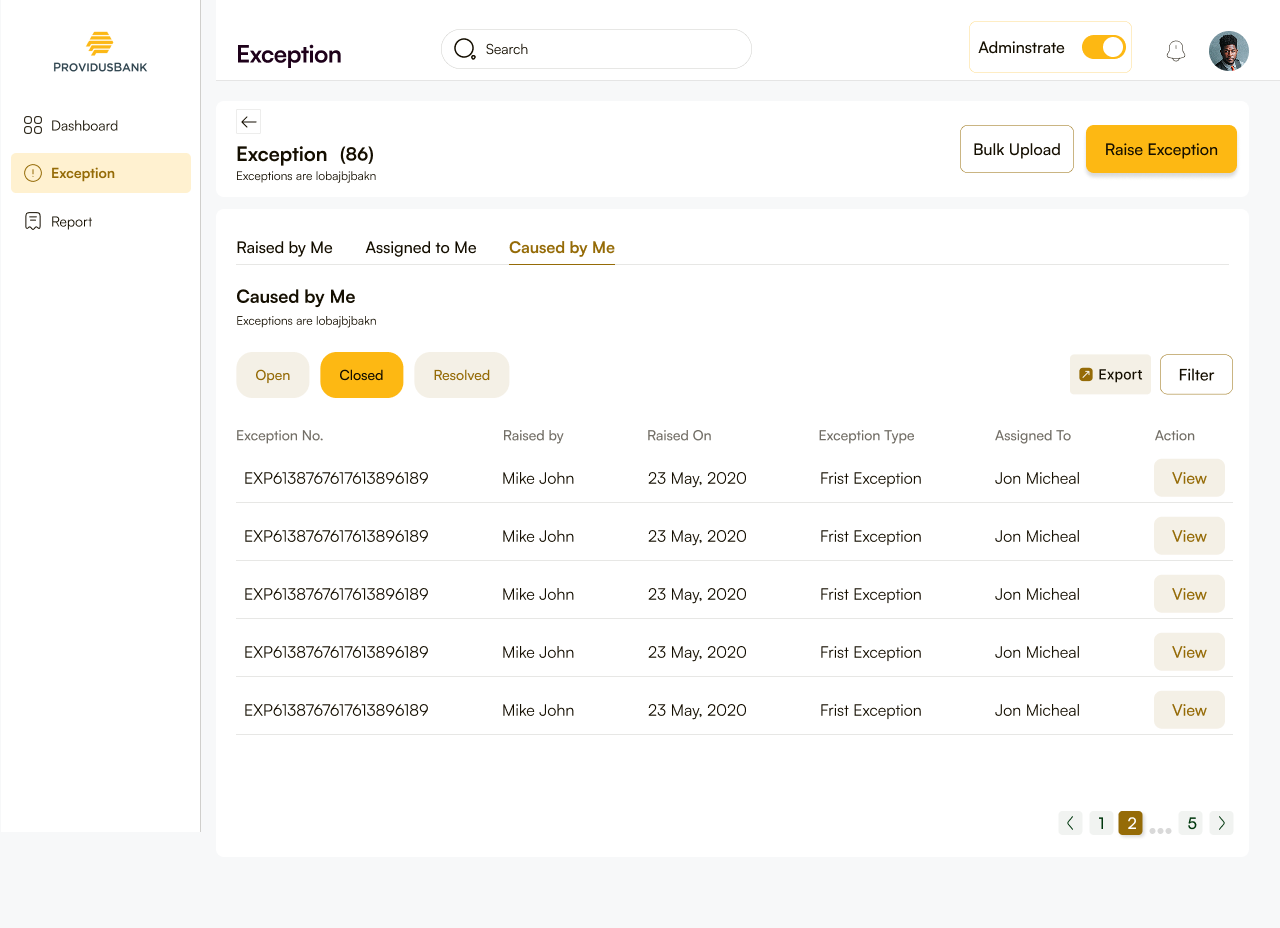 PROVIDUSBANK
Dashboard
Exception
Report
Exception
Search
Adminstrate
Exception (86)
Exceptions are lobajbjbakn
Bulk Upload
Raise Exception
Raised by Me
Assigned to Me
Caused by Me
Caused by Me
Exceptions are lobajbjbakn
Open
Closed
Resolved
Export
Filter
Exception No. Raised by Raised On Exception Type Assigned To Action
EXP6138767617613896189 Mike John 23 May, 2020 Frist Exception Jon Micheal View
EXP6138767617613896189 Mike John 23 May, 2020 Frist Exception Jon Micheal View
EXP6138767617613896189 Mike John 23 May, 2020 Frist Exception Jon Micheal View
EXP6138767617613896189 Mike John 23 May, 2020 Frist Exception Jon Micheal View
EXP6138767617613896189 Mike John 23 May, 2020 Frist Exception Jon Micheal View
1 2 ... 5